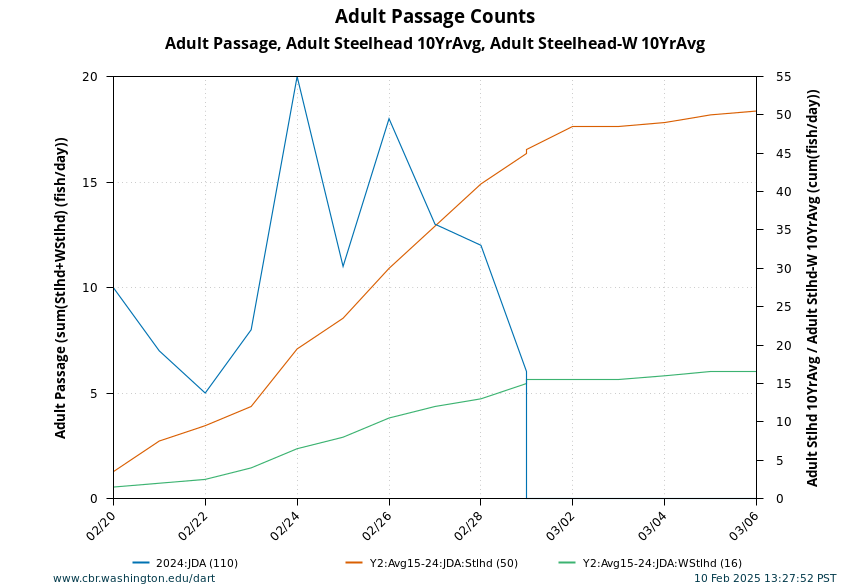 Adult Passage Counts
Adult Passage, Adult Steelhead 10YrAvg, Adult Steelhead-W 10YrAvg
Adult Passage (sum(Stlhd+WStlhd) (fish/day))
20
15
10
5
0
55
50
45
40
35
30
25
20
15
10
5
0
Adult Stlhd 10YrAvg / Adult Stlhd-W 10YrAvg (cum(fish/day))
02/20
02/22
02/24
02/26
02/28
03/02
03/04
03/06
2024:JDA (110)
Y2:Avg15-24:JDA:Stlhd (50)
Y2:Avg15-24:JDA:WStlhd (16)
www.cbr.washington.edu/dart
10 Feb 2025 13:27:52 PST